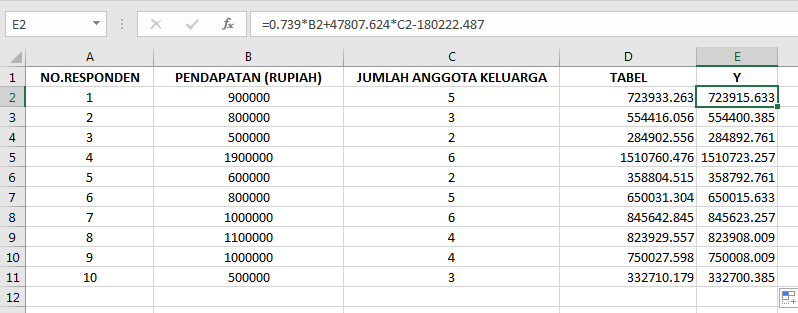 E2 fx =0.739*B2+47807.624*C2-180222.487
A B C D E
1 NO.RESPONDEN PENDAPATAN (RUPIAH) JUMLAH ANGGOTA KELUARGA TABEL Y
2 1 900000 5 723933.263 723915.633
3 2 800000 3 554416.056 554400.385
4 3 500000 2 284902.556 284892.761
5 4 1900000 6 1510760.476 1510723.257
6 5 600000 2 358804.515 358792.761
7 6 800000 5 650031.304 650015.633
8 7 1000000 6 845642.845 845623.257
9 8 1100000 4 823929.557 823908.009
10 9 1000000 4 750027.598 750008.009
11 10 500000 3 332710.179 332700.385
12